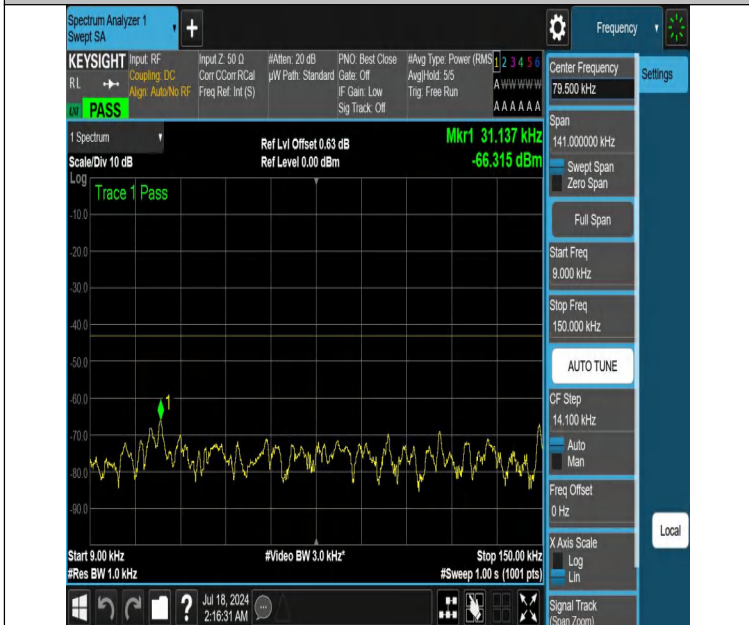 Spectrum Analyzer 1
Swept SA
+
Frequency
KEYSIGHT
RL
PASS
Input: RF
Coupling: DC
Align: Auto/No RF
Input Z: 50 Ω
Corr CCorr RCal
Freq Ref: Int (S)
#Atten: 20 dB
µW Path: Standard
PNO: Best Close
Gate: Off
IF Gain: Low
Sig Track: Off
#Avg Type: Power (RMS
Avg|Hold: 5/5
Trig: Free Run
1 2 3 4 5 6
A W W W W W
A A A A A A
1 Spectrum
Scale/Div 10 dB
Log
Ref Lvl Offset 0.63 dB
Ref Level 0.00 dBm
Mkr1 31.137 kHz
-66.315 dBm
Trace 1 Pass
-10.0
-20.0
-30.0
-40.0
-50.0
-60.0
-70.0
-80.0
-90.0
1
Start 9.00 kHz
#Res BW 1.0 kHz
#Video BW 3.0 kHz*
Stop 150.00 kHz
#Sweep 1.00 s (1001 pts)
?
Jul 18, 2024
2:16:31 AM
Center Frequency
79.500 kHz
Span
141.000000 kHz
Swept Span
Zero Span
Full Span
Start Freq
9.000 kHz
Stop Freq
150.000 kHz
AUTO TUNE
CF Step
14.100 kHz
Auto
Man
Freq Offset
0 Hz
X Axis Scale
Log
Lin
Signal Track
(Span Zoom)
Settings
Local